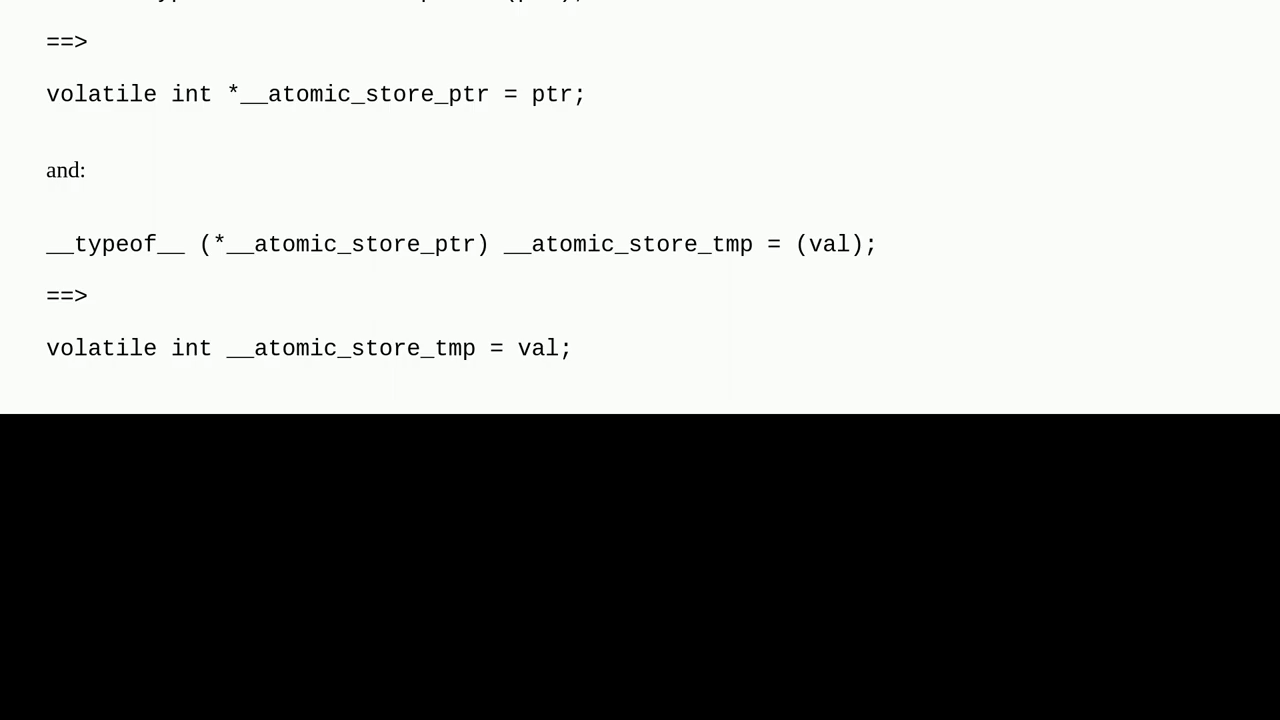 ==>
volatile int *__atomic_store_ptr = ptr;
and:
__typeof__ (*__atomic_store_ptr) __atomic_store_tmp = (val);
==>
volatile int __atomic_store_tmp = val;